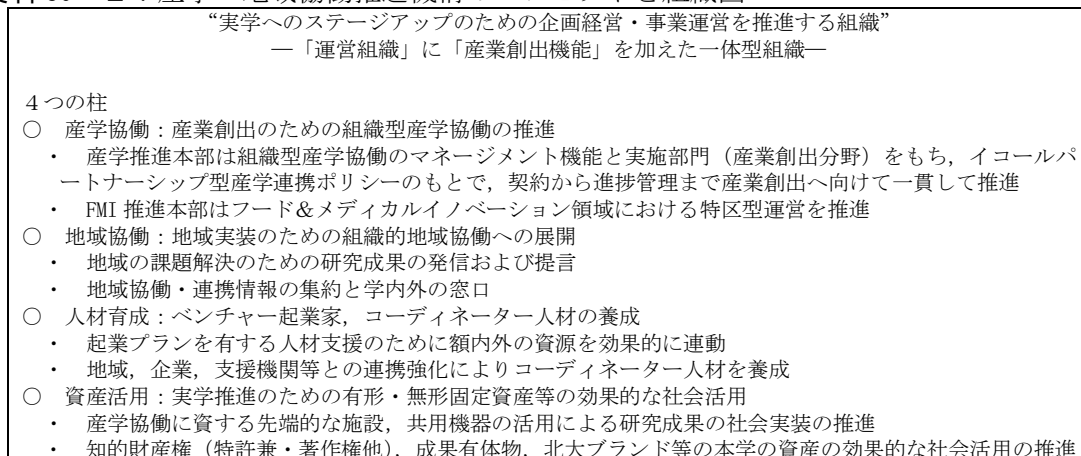 “実学へのステージアップのための企画経営・事業運営を推進する組織”
―「運営組織」に「産業創出機能」を加えた一体型組織―
４つの柱
○　産学協働：産業創出のための組織型産学協働の推進
・　産学推進本部は組織型産学協働のマネージメント機能と実施部門（産業創出分野）をもち，イコールパ
ートナーシップ型産学連携ポリシーのもとで，契約から進捗管理まで産業創出へ向けて一貫して推進
・　FMI 推進本部はフード＆メディカルイノベーション領域における特区型運営を推進
○　地域協働：地域実装のための組織的地域協働への展開
・　地域の課題解決のための研究成果の発信および提言
・　地域協働・連携情報の集約と学内外の窓口
○　人材育成：ベンチャー起業家，コーディネーター人材の養成
・　起業プランを有する人材支援のために額内外の資源を効果的に連動
・　地域，企業，支援機関等との連携強化によりコーディネーター人材を養成
○　資産活用：実学推進のための有形・無形固定資産等の効果的な社会活用
・　産学協働に資する先端的な施設，共用機器の活用による研究成果の社会実装の推進
・　知的財産権（特許兼・著作権他），成果有体物，北大ブランド等の本学の資産の効果的な社会活用の推進